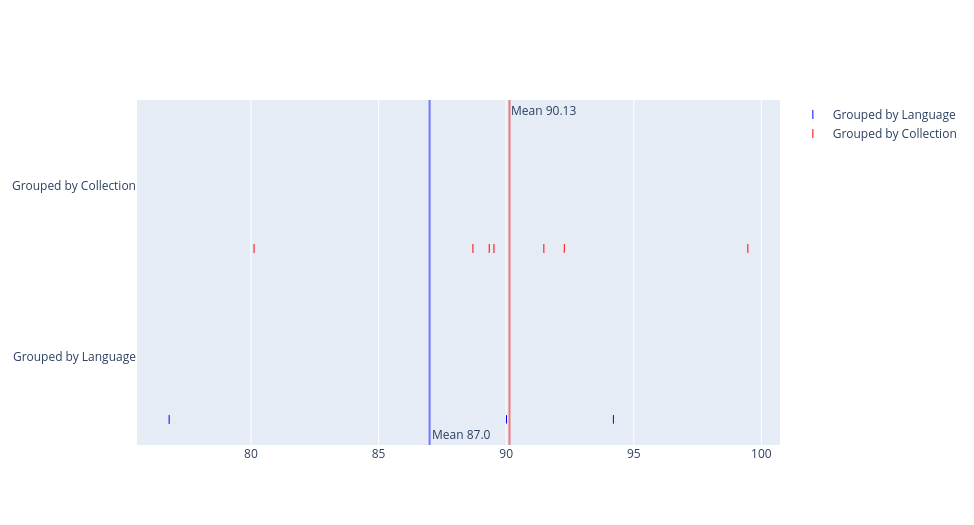 Mean 90.13
Grouped by Language
Grouped by Collection
Grouped by Collection
Grouped by Language
Mean 87.0
80
85
90
95
100